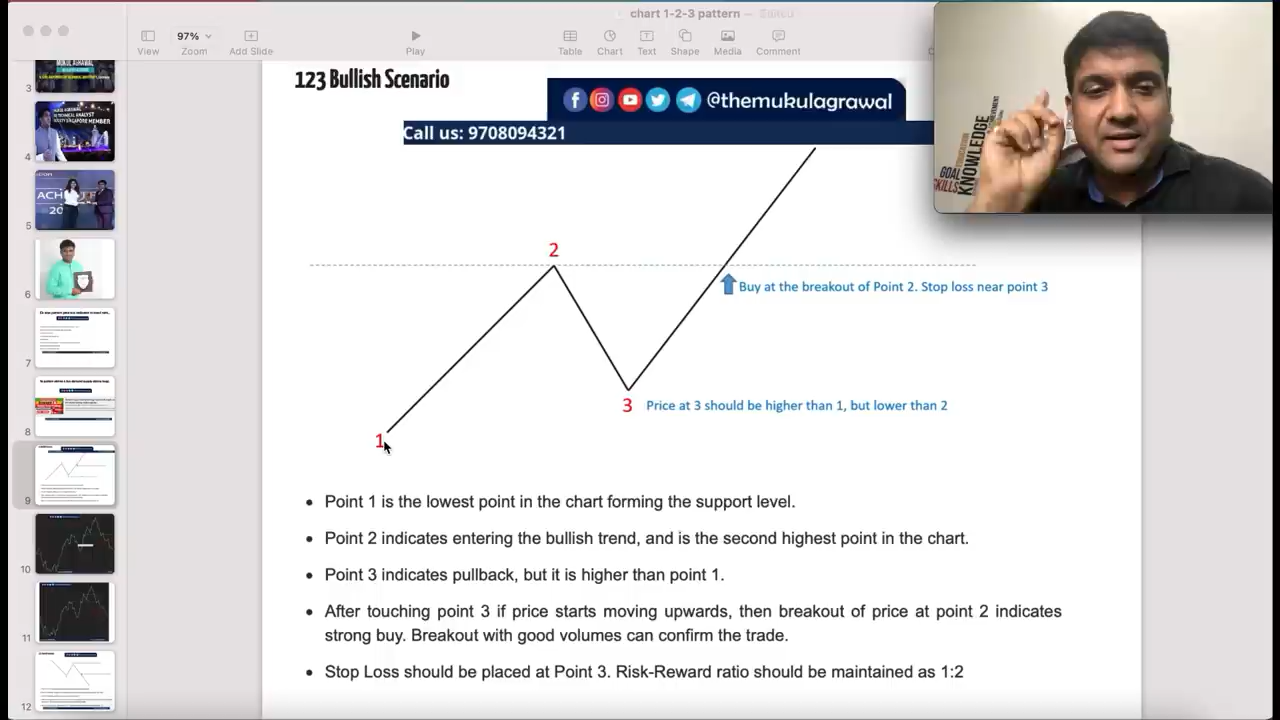 chart 1-2-3 pattern — Edited
97%
View
Zoom
Add Slide
Play
Table
Chart
Text
Shape
Media
Comment
123 Bullish Scenario
@themukulagrawal
Call us: 9708094321
GOAL
SKILLS
KNOWLEDGE
2
Buy at the breakout of Point 2. Stop loss near point 3
3
Price at 3 should be higher than 1, but lower than 2
1
• Point 1 is the lowest point in the chart forming the support level.
• Point 2 indicates entering the bullish trend, and is the second highest point in the chart.
• Point 3 indicates pullback, but it is higher than point 1.
• After touching point 3 if price starts moving upwards, then breakout of price at point 2 indicates
strong buy. Breakout with good volumes can confirm the trade.
• Stop Loss should be placed at Point 3. Risk-Reward ratio should be maintained as 1:2
3
4
5
6
7
8
9
10
11
12